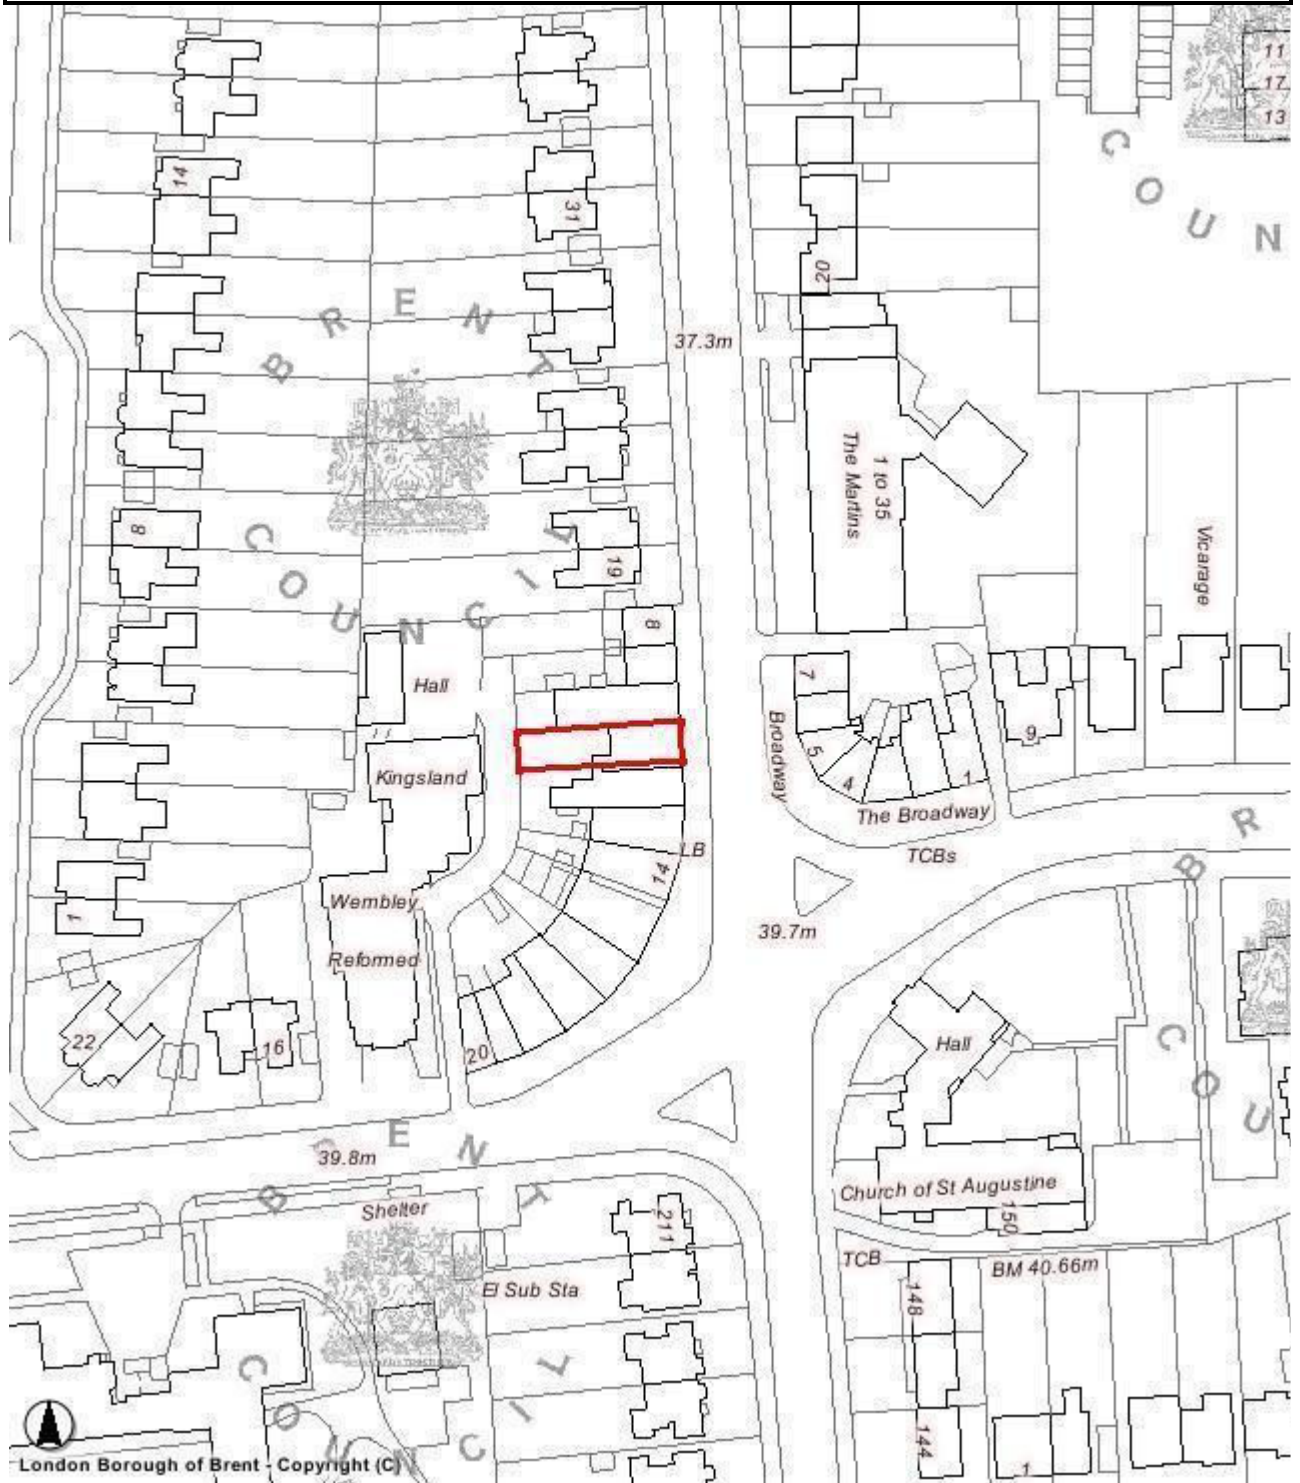 11
17
13
C O U N
14
31
20
B R E N T
37.3m
The Martins
1 to 35
8
19
C O U N C I L
Vicarage
8
Hall
7
Broadway
5
4
1
9
Kingsland
The Broadway
TCBs
B R
LB
14
Wembley
1
39.7m
Reformed
22
16
20
Hall
C O U
B R E N T
39.8m
Church of St Augustine
150
Shelter
211
TCB
BM 40.66m
El Sub Sta
148
C O U N C I L
144
1
London Borough of Brent - Copyright (C)